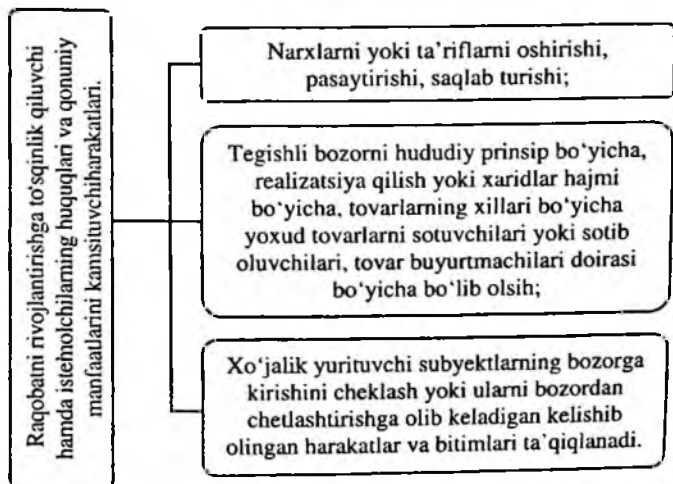 Raqobatni rivojlantirishga to'sqinlik qiluvchi
hamda isteholchilarning huquqlari va qonuniy
manfaatlarini kamsituvchiharakatlari.
Narxlarni yoki ta'riflarni oshirishi,
pasaytirishi, saqlab turishi;
Tegishli bozorni hududiy prinsip bo'yicha,
realizatsiya qilish yoki xaridlar hajmi
bo'yicha, tovarlarning xillari bo'yicha
yoxud tovarlarni sotuvchilari yoki sotib
oluvchilari, tovar buyurtmachilari doirasi
bo'yicha bo'lib olsih;
Xo'jalik yurituvchi subyektlarning bozorga
kirishini cheklash yoki ularni bozordan
chetlashtirishga olib keladigan kelishib
olingan harakatlar va bitimlari ta'qiqlanadi.